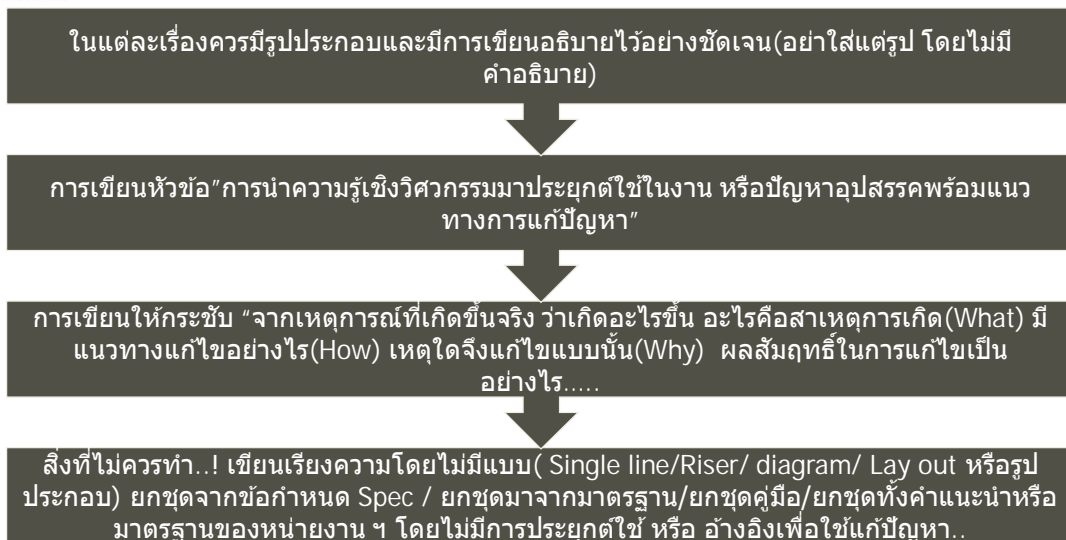 ในแต่ละเรื่องควรมีรูปประกอบและมีการเขียนอธิบายไว้อย่างชัดเจน(อย่าใส่แต่รูป โดยไม่มี
คำอธิบาย)
การเขียนหัวข้อ"การนำความรู้เชิงวิศวกรรมมาประยุกต์ใช้ในงาน หรือปัญหาอุปสรรคพร้อมแนว
ทางการแก้ปัญหา"
การเขียนให้กระชับ "จากเหตุการณ์ที่เกิดขึ้นจริง ว่าเกิดอะไรขึ้น อะไรคือสาเหตุการเกิด(What) มี
แนวทางแก้ไขอย่างไร(How) เหตุใดจึงแก้ไขแบบนั้น(Why) ผลสัมฤทธิ์ในการแก้ไขเป็น
อย่างไร.....
สิ่งที่ไม่ควรทำ..! เขียนเรียงความโดยไม่มีแบบ( Single line/Riser/ diagram/ Lay out หรือรูป
ประกอบ) ยกชุดจากข้อกำหนด Spec / ยกชุดมาจากมาตรฐาน/ยกชุดคู่มือ/ยกชุดทั้งคำแนะนำหรือ
มาตรฐานของหน่ายงาน ฯ โดยไม่มีการประยุกต์ใช้ หรือ อ้างอิงเพื่อใช้แก้ปัญหา..